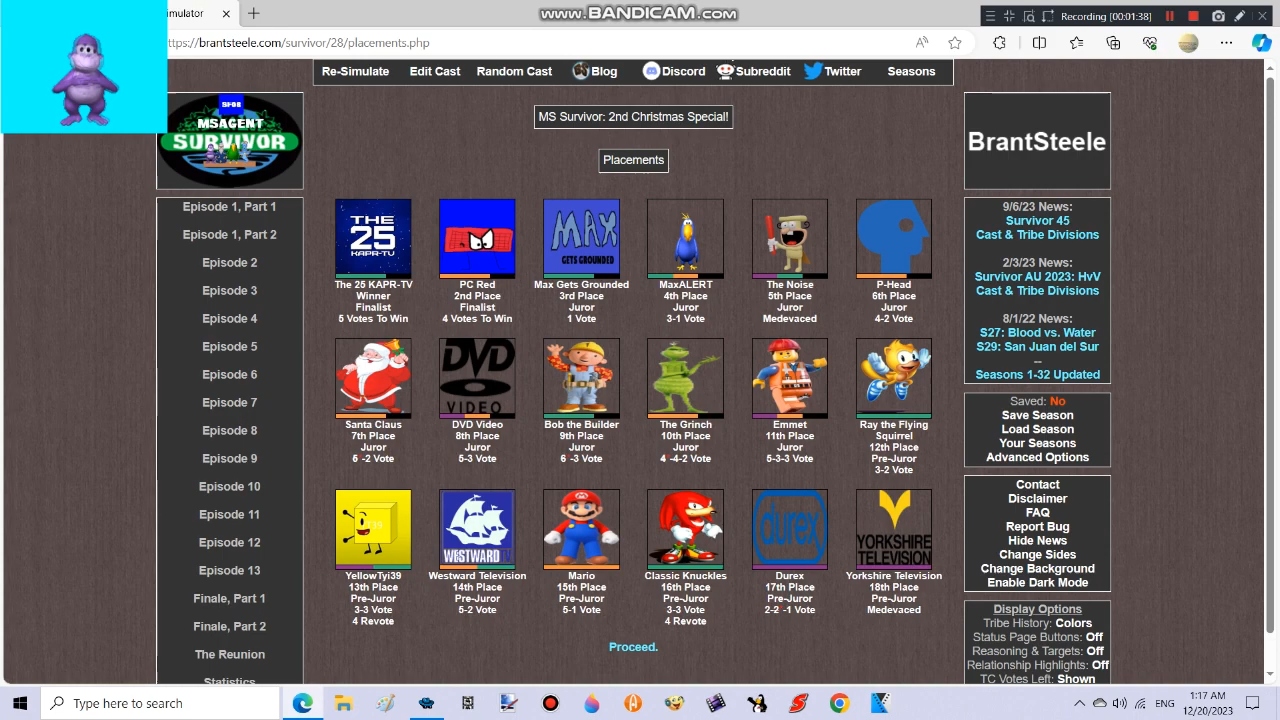 www.BANDICAM.com
Recording [00:01:38]
imulator
ttps://brantsteele.com/survivor/28/placements.php
Re-Simulate Edit Cast Random Cast Blog Discord Subreddit Twitter Seasons
SFOR
MSAGENT
SURVIVOR
MS Survivor: 2nd Christmas Special!
Placements
BrantSteele
Episode 1, Part 1
Episode 1, Part 2
Episode 2
Episode 3
Episode 4
Episode 5
Episode 6
Episode 7
Episode 8
Episode 9
Episode 10
Episode 11
Episode 12
Episode 13
Finale, Part 1
Finale, Part 2
The Reunion
Statistics
THE
25
KAPR-TV
The 25 KAPR-TV
Winner
Finalist
5 Votes To Win
PC Red
2nd Place
Finalist
4 Votes To Win
MAX
GETS GROUNDED
Max Gets Grounded
3rd Place
Juror
1 Vote
MaxALERT
4th Place
Juror
3-1 Vote
The Noise
5th Place
Juror
Medevaced
P-Head
6th Place
Juror
4-2 Vote
Santa Claus
7th Place
Juror
6*-2 Vote
DVD
VIDEO
DVD Video
8th Place
Juror
5-3 Vote
Bob the Builder
9th Place
Juror
6*-3 Vote
The Grinch
10th Place
Juror
4*-4-2 Vote
Emmet
11th Place
Juror
5-3-3 Vote
Ray the Flying
Squirrel
12th Place
Pre-Juror
3-2 Vote
YellowTyi39
13th Place
Pre-Juror
3-3 Vote
4 Revote
WESTWARD TV
Westward Television
14th Place
Pre-Juror
5-2 Vote
Mario
15th Place
Pre-Juror
5-1 Vote
Classic Knuckles
16th Place
Pre-Juror
3-3 Vote
4 Revote
durex
Durex
17th Place
Pre-Juror
2-2*-1 Vote
YORKSHIRE
TELEVISION
Yorkshire Television
18th Place
Pre-Juror
Medevaced
Proceed.
9/6/23 News:
Survivor 45
Cast & Tribe Divisions
2/3/23 News:
Survivor AU 2023: HvV
Cast & Tribe Divisions
8/1/22 News:
S27: Blood vs. Water
S29: San Juan del Sur
--
Seasons 1-32 Updated
Saved: No
Save Season
Load Season
Your Seasons
Advanced Options
Contact
Disclaimer
FAQ
Report Bug
Hide News
Change Sides
Change Background
Enable Dark Mode
Display Options
Tribe History: Colors
Status Page Buttons: Off
Reasoning & Targets: Off
Relationship Highlights: Off
TC Votes Left: Shown
Type here to search
ENG
1:17 AM
12/20/2023